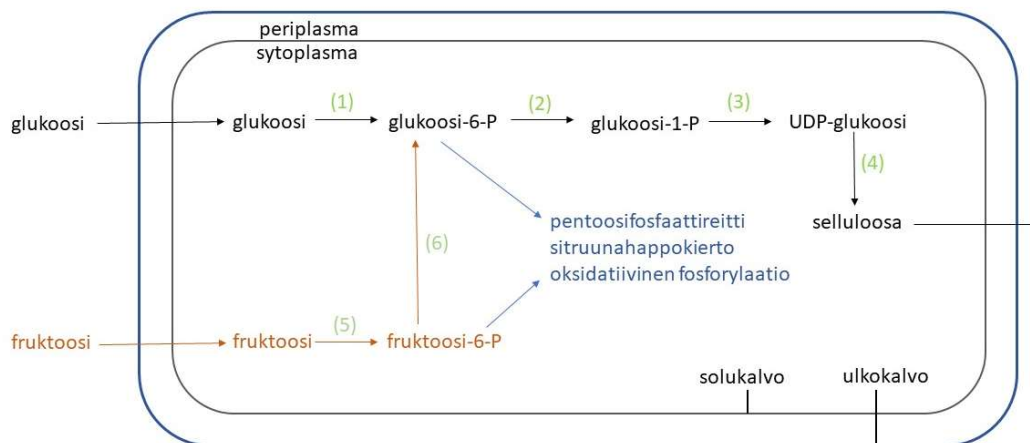 periplasma
sytoplasma
(1)
(2)
(3)
glukoosi
glukoosi
glukoosi-6-P
glukoosi-1-P
UDP-glukoosi
(4)
pentoosifosfaattireitti
selluloosa
(6)
sitruunahappokierto
oksidatiivinen fosforylaatio
fruktoosi
fruktoosi
(5)
fruktoosi-6-P
solukalvo
ulkokalvo